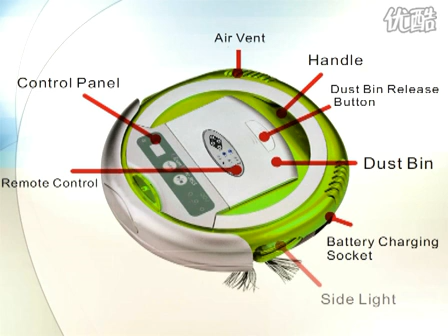 优酷
Air Vent
Handle
Control Panel
Dust Bin Release
Button
Dust Bin
Remote Control
Battery Charging
Socket
Side Light